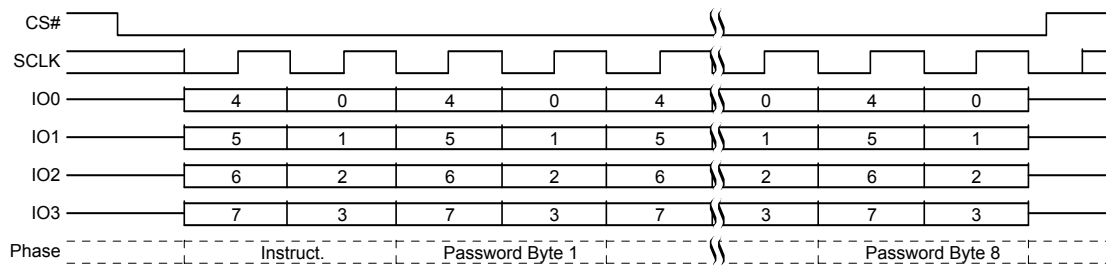 CS#
SCLK
IO0 4 0 4 0 4 0 4 0
IO1 5 1 5 1 5 1 5 1
IO2 6 2 6 2 6 2 6 2
IO3 7 3 7 3 7 3 7 3
Phase Instruct. Password Byte 1 Password Byte 8